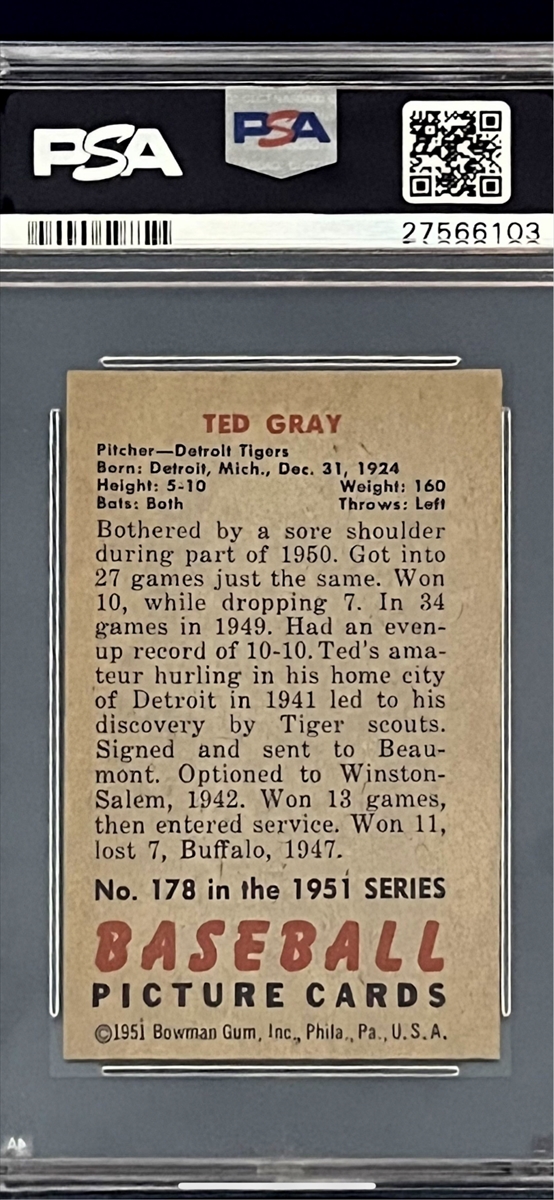 PSA PSA
27566103
TED GRAY
Pitcher—Detroit Tigers
Born: Detroit, Mich., Dec. 31, 1924
Height: 5-10 Weight: 160
Bats: Both Throws: Left
Bothered by a sore shoulder
during part of 1950. Got into
27 games just the same. Won
10, while dropping 7. In 34
games in 1949. Had an even-
up record of 10-10. Ted's ama-
teur hurling in his home city
of Detroit in 1941 led to his
discovery by Tiger scouts.
Signed and sent to Beau-
mont. Optioned to Winston-
Salem, 1942. Won 13 games,
then entered service. Won 11,
lost 7, Buffalo, 1947.
No. 178 in the 1951 SERIES
BASEBALL
PICTURE CARDS
©1951 Bowman Gum, Inc., Phila., Pa., U.S.A.